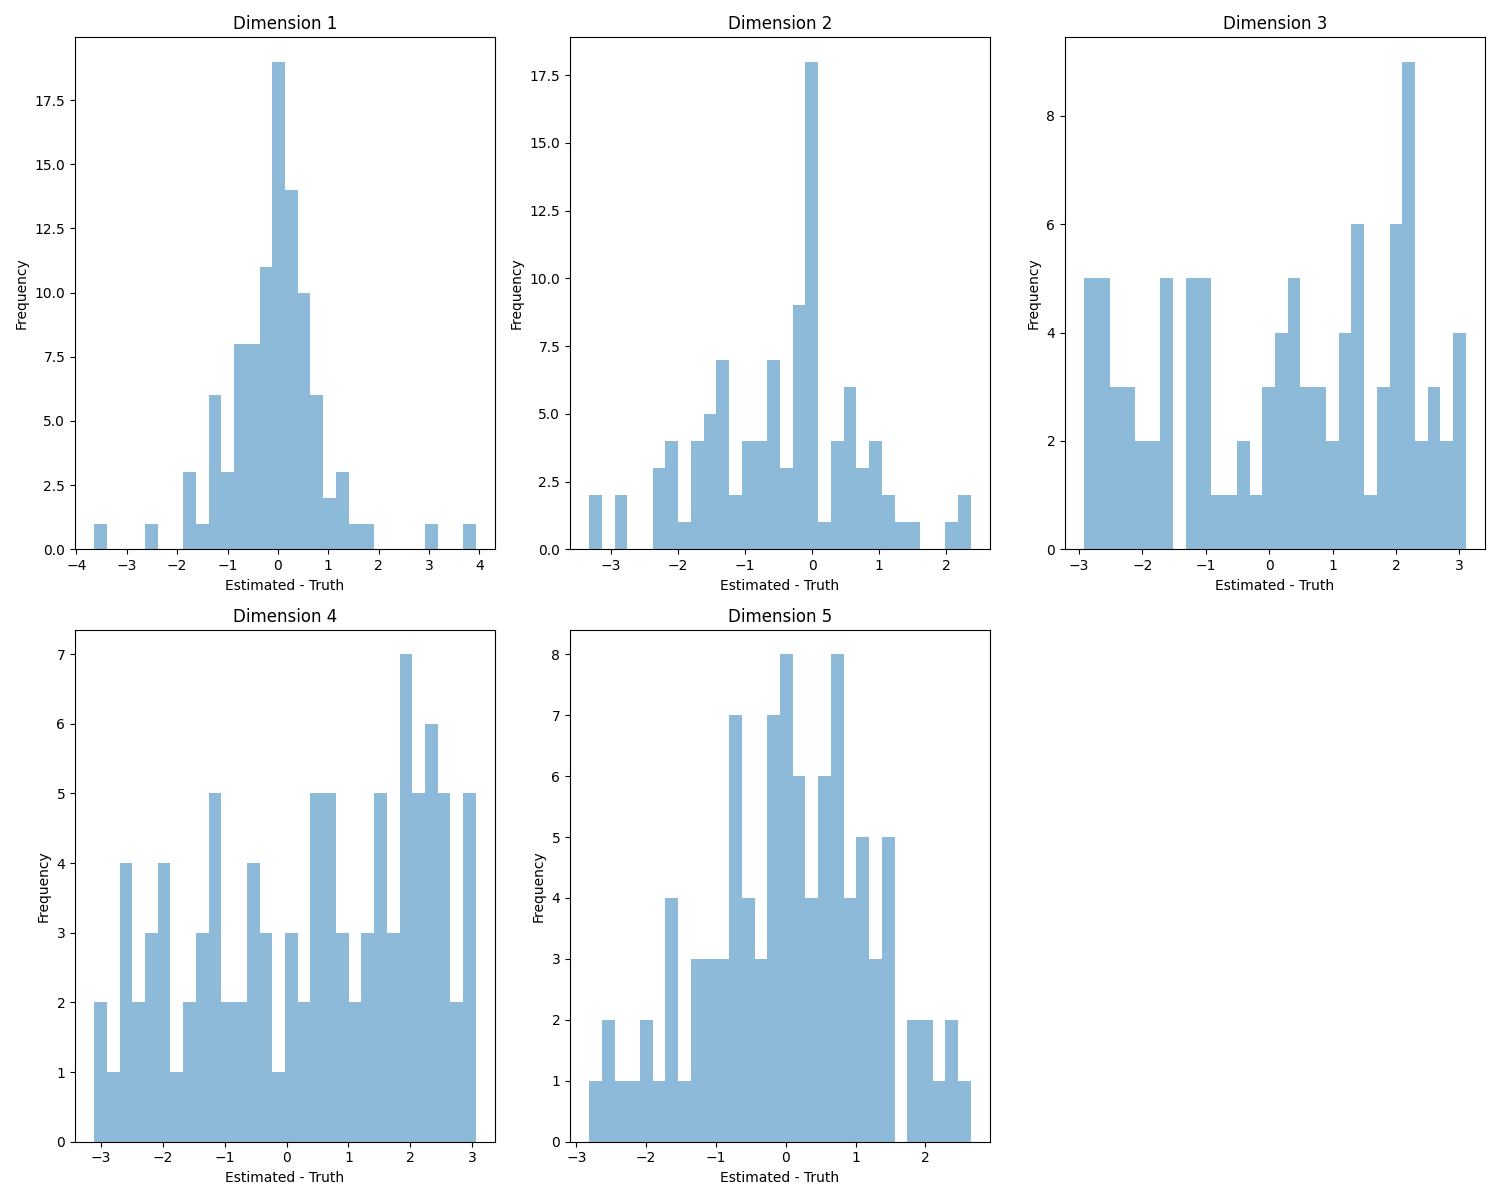 Dimension 1
Frequency
17.5
15.0
12.5
10.0
7.5
5.0
2.5
0.0
−4 −3 −2 −1 0 1 2 3 4
Estimated - Truth
Dimension 2
Frequency
17.5
15.0
12.5
10.0
7.5
5.0
2.5
0.0
−3 −2 −1 0 1 2
Estimated - Truth
Dimension 3
Frequency
8
6
4
2
0
−3 −2 −1 0 1 2 3
Estimated - Truth
Dimension 4
Frequency
7
6
5
4
3
2
1
0
−3 −2 −1 0 1 2 3
Estimated - Truth
Dimension 5
Frequency
8
7
6
5
4
3
2
1
0
−3 −2 −1 0 1 2
Estimated - Truth